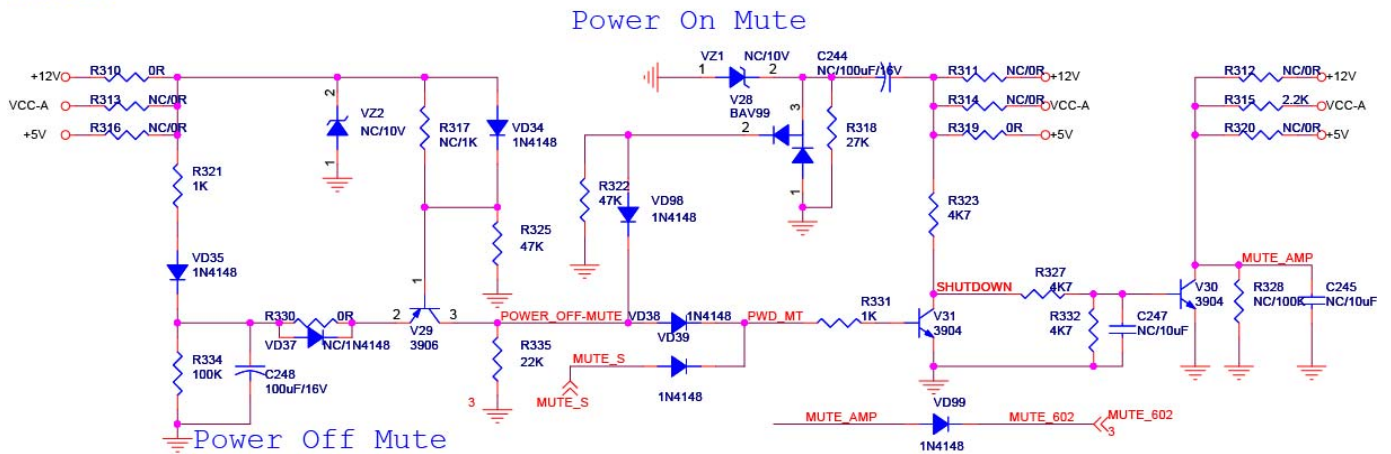 Power On Mute
+12V
R310
0R
VCC-A
R313
NC/0R
+5V
R316
NC/0R
R321
1K
VD35
1N4148
R330
0R
VD37
NC/1N4148
R334
100K
C248
100uF/16V
Power Off Mute
2
VZ2
NC/10V
1
R317
NC/1K
VD34
1N4148
R325
47K
1
2
V29
3906
3
POWER_OFF-MUTE
R335
22K
3
MUTE_S
MUTE_S
1
VZ1
NC/10V
2
V28
BAV99
3
2
1
C244
NC/100uF/16V
R318
27K
R322
47K
VD98
1N4148
VD38
1N4148
VD39
1N4148
PWD_MT
R331
1K
V31
3904
R311
NC/0R
+12V
R314
NC/0R
VCC-A
R319
0R
+5V
R323
4K7
SHUTDOWN
R327
4K7
R332
4K7
C247
NC/10uF
R312
NC/0R
+12V
R315
2.2K
VCC-A
R320
NC/0R
+5V
V30
3904
MUTE_AMP
R328
NC/100K
C245
NC/10uF
MUTE_AMP
VD99
1N4148
MUTE_602
MUTE_602
3